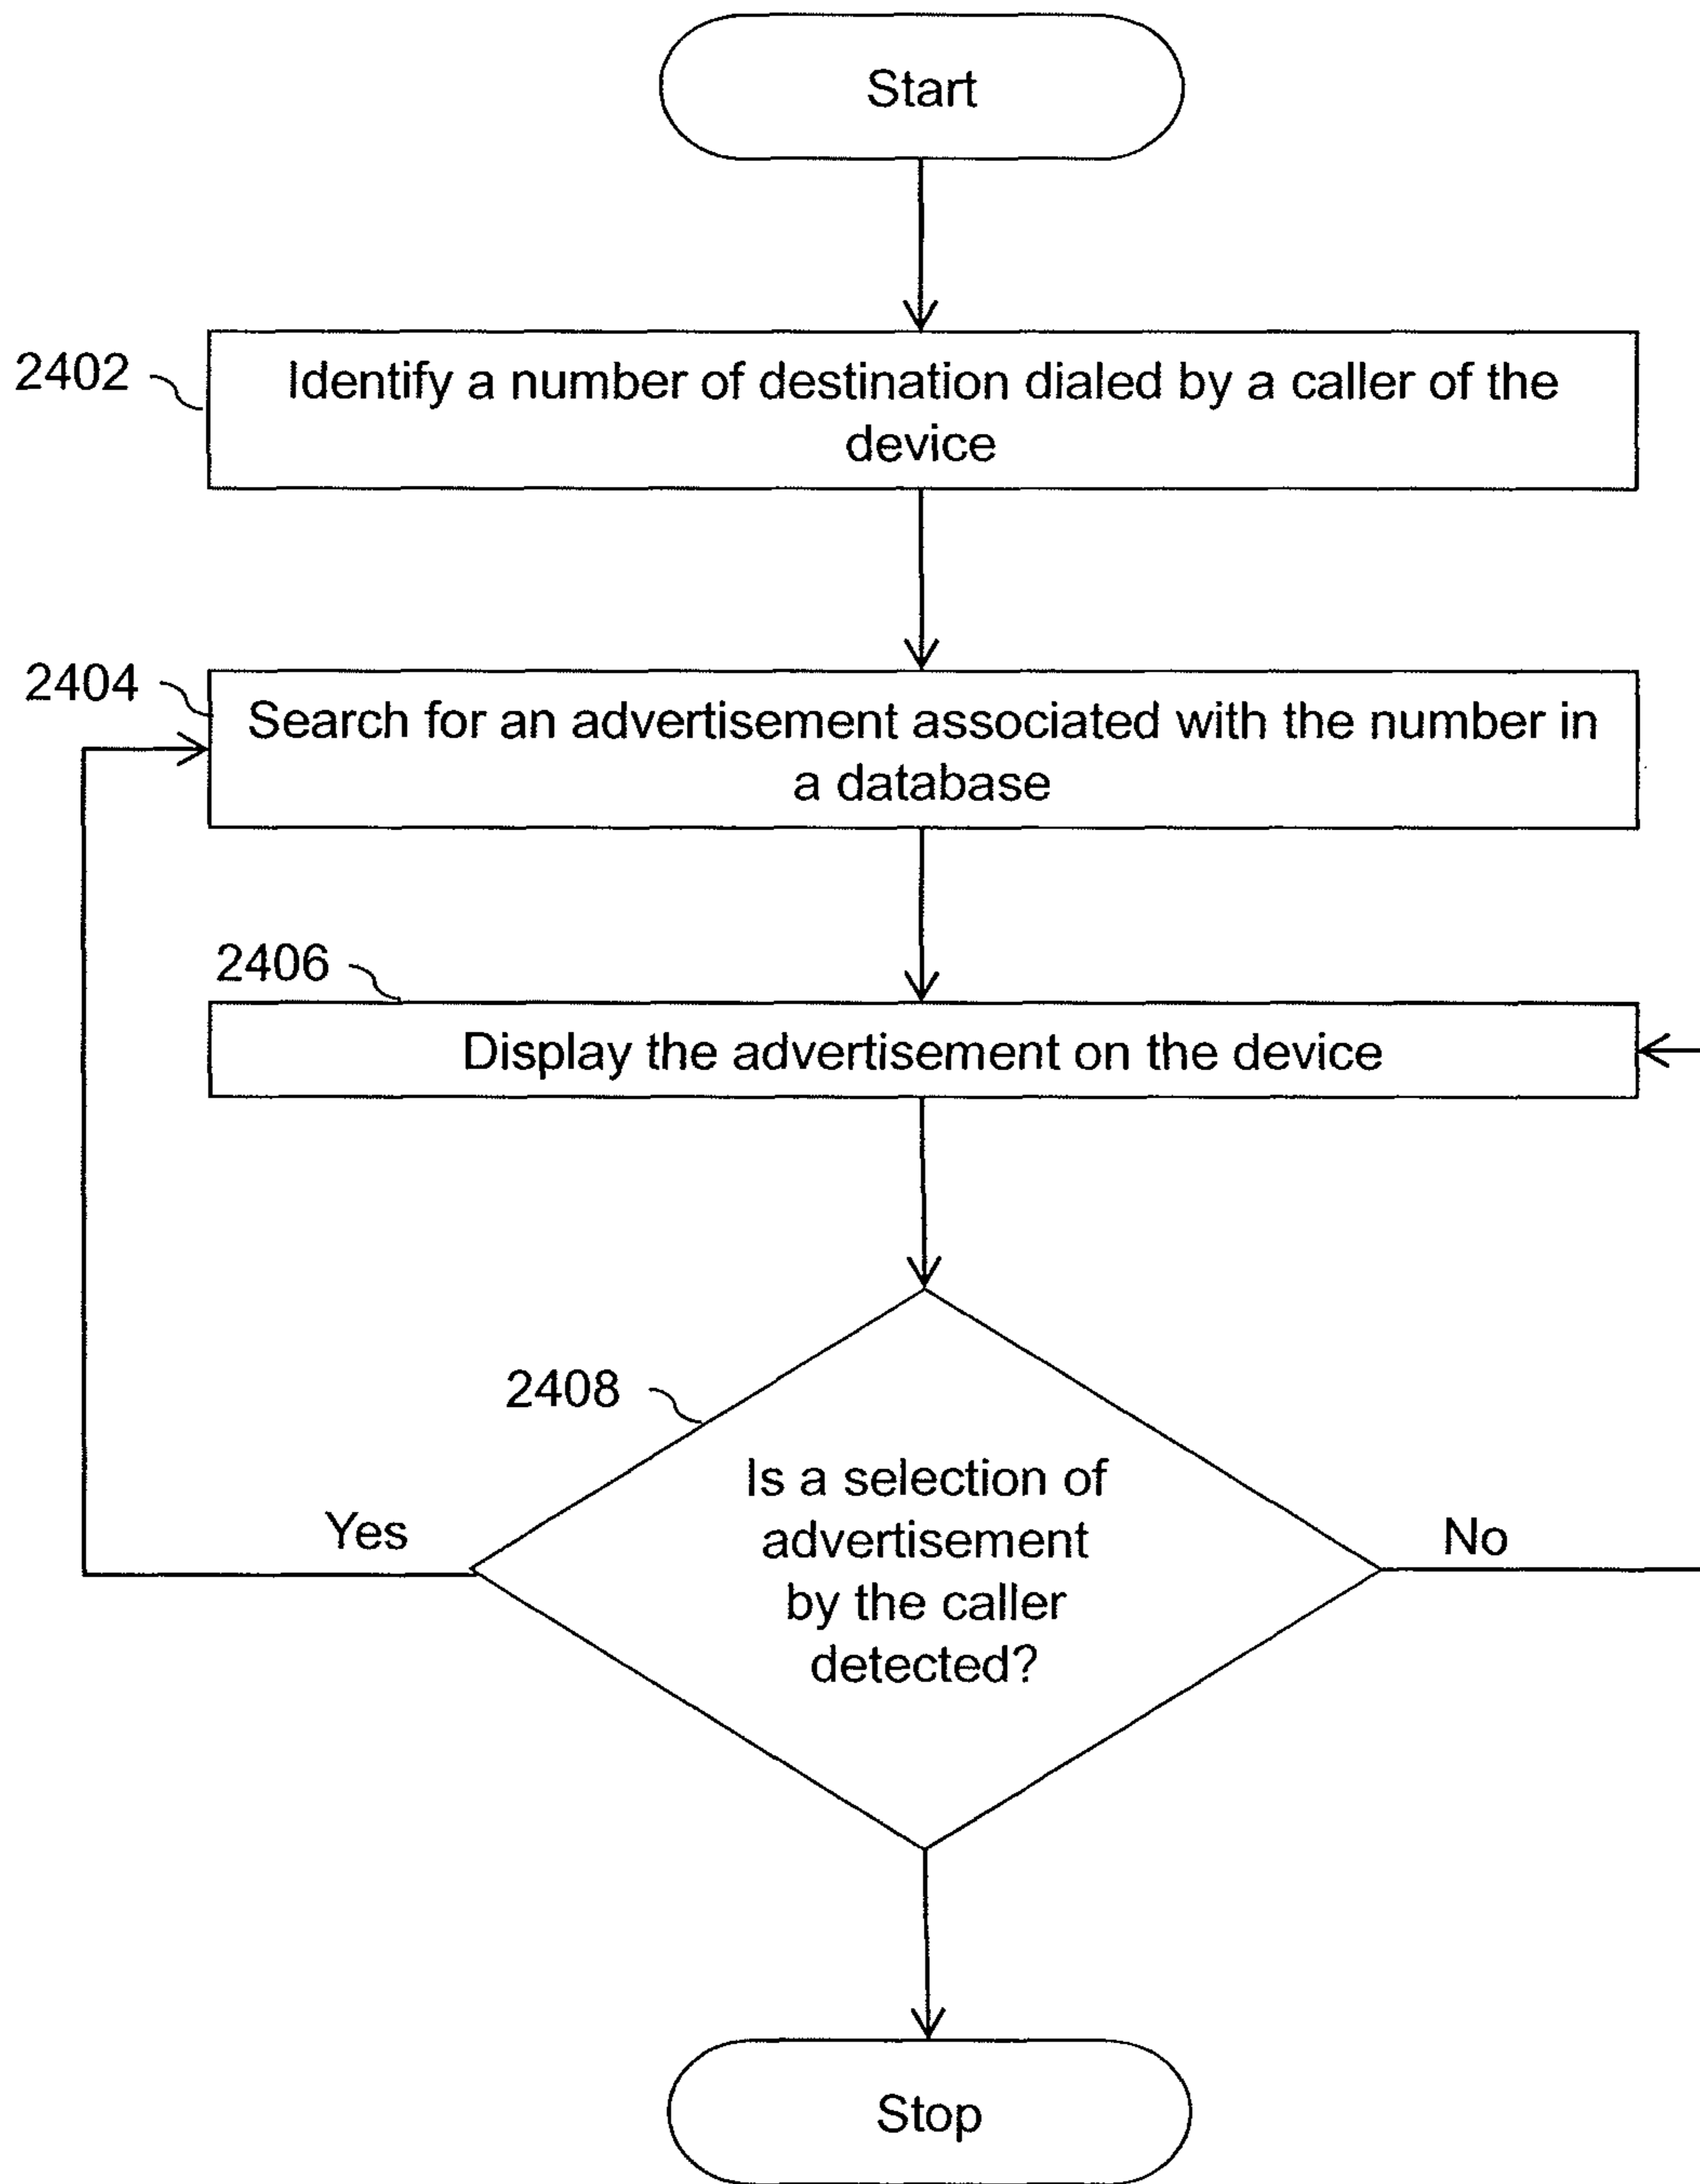 Start
2402
Identify a number of destination dialed by a caller of the
device
2404
Search for an advertisement associated with the number in
a database
2406
Display the advertisement on the device
2408
Is a selection of
advertisement
by the caller
detected?
Yes
No
Stop